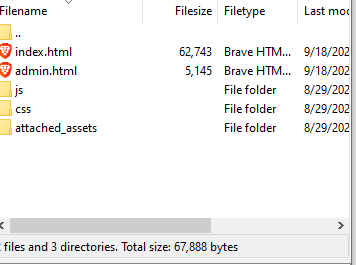 Filename Filesize Filetype Last mod
..
index.html 62,743 Brave HTM... 9/18/202
admin.html 5,145 Brave HTM... 9/18/202
js File folder 8/29/202
css File folder 8/29/202
attached_assets File folder 8/29/202
files and 3 directories. Total size: 67,888 bytes